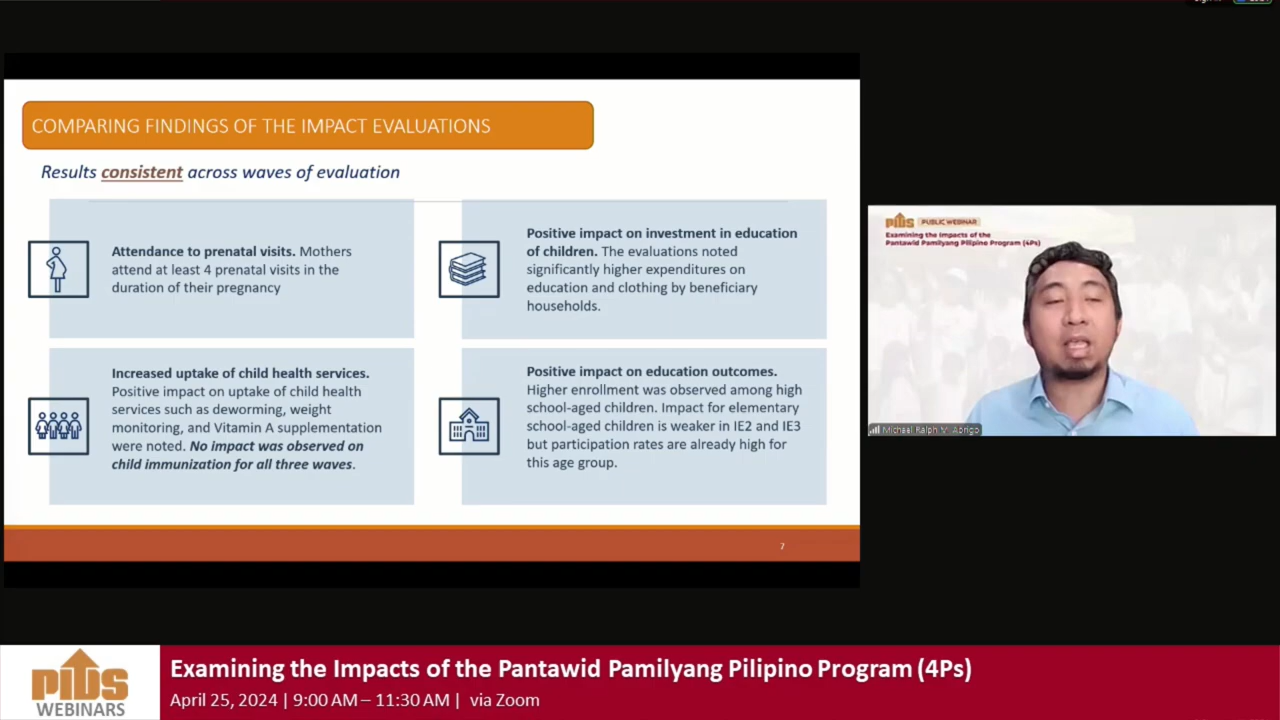 COMPARING FINDINGS OF THE IMPACT EVALUATIONS
Results consistent across waves of evaluation
Attendance to prenatal visits. Mothers
attend at least 4 prenatal visits in the
duration of their pregnancy
Positive impact on investment in education
of children. The evaluations noted
significantly higher expenditures on
education and clothing by beneficiary
households.
Increased uptake of child health services.
Positive impact on uptake of child health
services such as deworming, weight
monitoring, and Vitamin A supplementation
were noted. No impact was observed on
child immunization for all three waves.
Positive impact on education outcomes.
Higher enrollment was observed among high
school-aged children. Impact for elementary
school-aged children is weaker in IE2 and IE3
but participation rates are already high for
this age group.
7
PIDS PUBLIC WEBINAR
Examining the Impacts of the
Pantawid Pamilyang Pilipino Program (4Ps)
Michael Ralph M. Abrigo
PIDS
WEBINARS
Examining the Impacts of the Pantawid Pamilyang Pilipino Program (4Ps)
April 25, 2024 | 9:00 AM – 11:30 AM | via Zoom